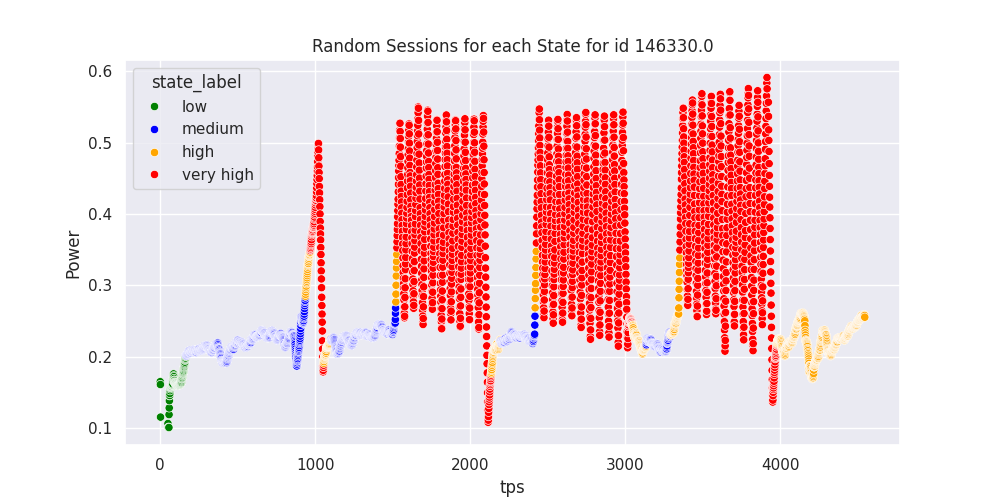 Random Sessions for each State for id 146330.0
state_label
low
medium
high
very high
Power
0.6
0.5
0.4
0.3
0.2
0.1
0 1000 2000 3000 4000
tps